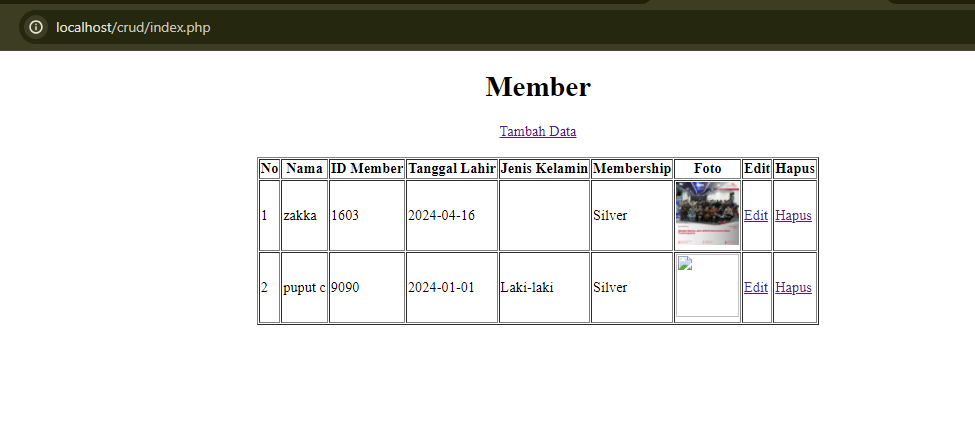 localhost/crud/index.php
Member
Tambah Data
No Nama ID Member Tanggal Lahir Jenis Kelamin Membership Foto Edit Hapus
1 zakka 1603 2024-04-16 Silver Edit Hapus
2 puput c 9090 2024-01-01 Laki-laki Silver Edit Hapus